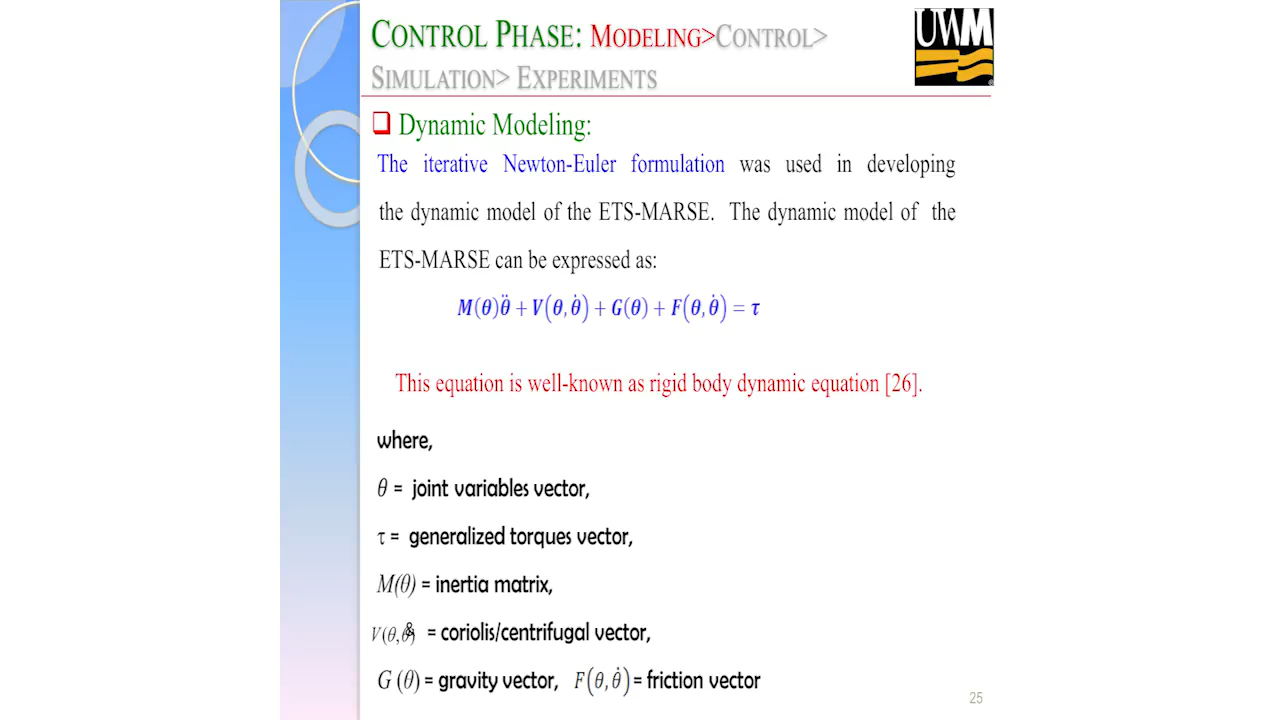 CONTROL PHASE: MODELING>CONTROL>
SIMULATION> EXPERIMENTS
UWM
❑ Dynamic Modeling:
The iterative Newton-Euler formulation was used in developing
the dynamic model of the ETS-MARSE. The dynamic model of the
ETS-MARSE can be expressed as:
M(θ)θ̈ + V(θ, θ̇) + G(θ) + F(θ, θ̇) = τ
This equation is well-known as rigid body dynamic equation [26].
where,
θ = joint variables vector,
τ = generalized torques vector,
M(θ) = inertia matrix,
V(θ,θ&) = coriolis/centrifugal vector,
G (θ) = gravity vector, F(θ, θ̇) = friction vector
25